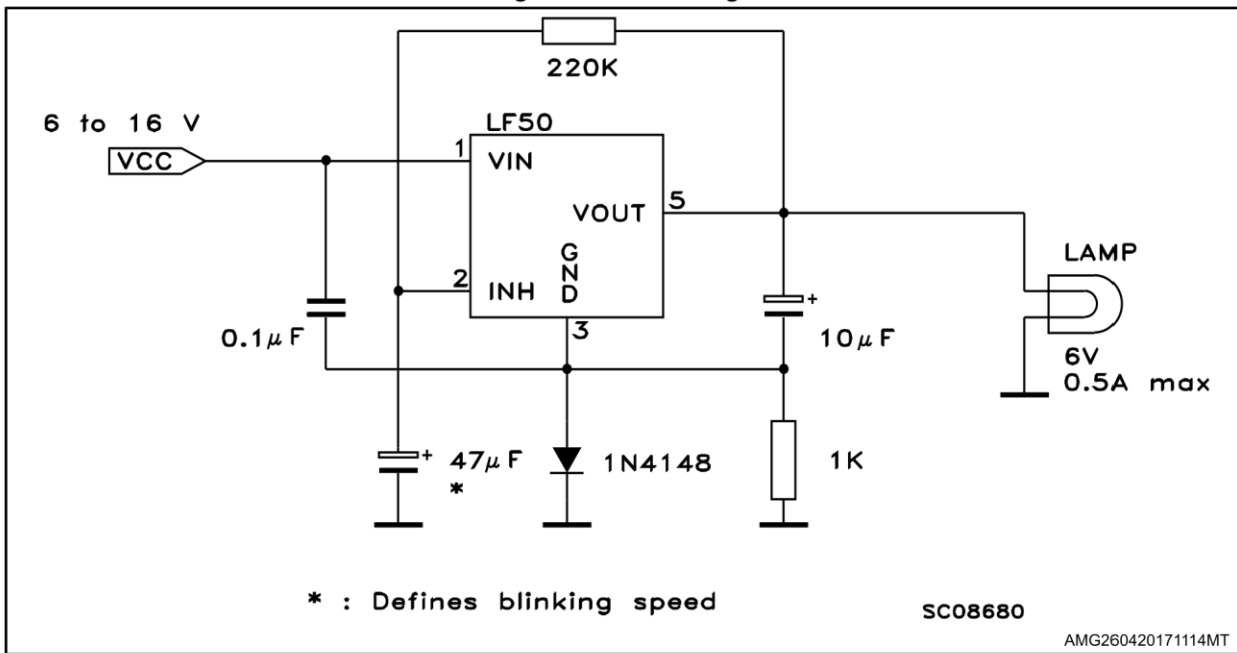 220K
6 to 16 V
LF50
VCC
1
VIN
5
VOUT
LAMP
GND
2
INH
3
0.1μF
10μF
6V
0.5A max
+
+
47μF
*
1N4148
1K
* : Defines blinking speed
SC08680
AMG260420171114MT